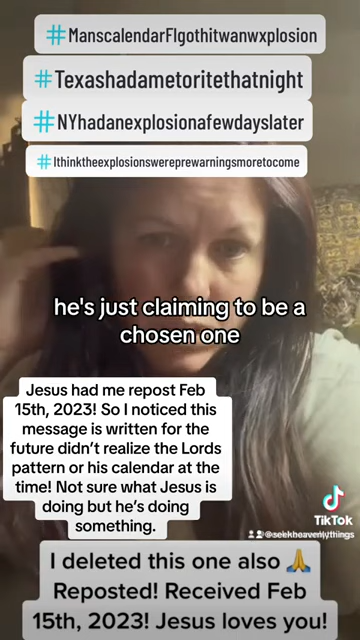 #ManscalendarFlgothitwanwxplosion
#Texashadametoritethatnight
#NYhadanexplosionafewdayslater
#Ithinktheexplosionswereprewarningsmoretocome
he's just claiming to be a
chosen one
Jesus had me repost Feb
15th, 2023! So I noticed this
message is written for the
future didn't realize the Lords
pattern or his calendar at the
time! Not sure what Jesus is
doing but he's doing
something.
TikTok
@seekheavenlythings
I deleted this one also 🙏
Reposted! Received Feb
15th, 2023! Jesus loves you!